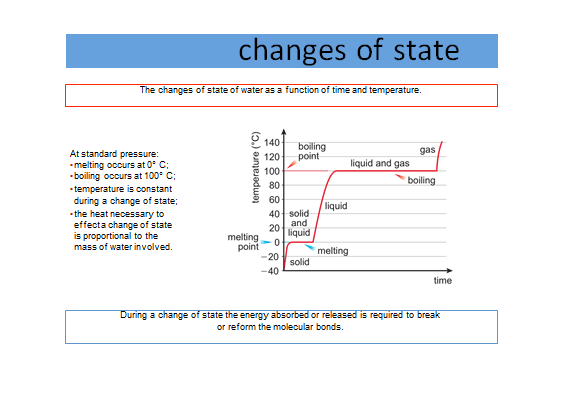 changes of state
The changes of state of water as a function of time and temperature.
At standard pressure:
•melting occurs at 0° C;
•boiling occurs at 100° C;
•temperature is constant
during a change of state;
•the heat necessary to
effect a change of state
is proportional to the
mass of water involved.
temperature (°C)
140
120
100
80
60
40
20
0
−20
−40
boiling
point
gas
liquid and gas
boiling
liquid
solid
and
liquid
melting
point
melting
solid
time
During a change of state the energy absorbed or released is required to break
or reform the molecular bonds.